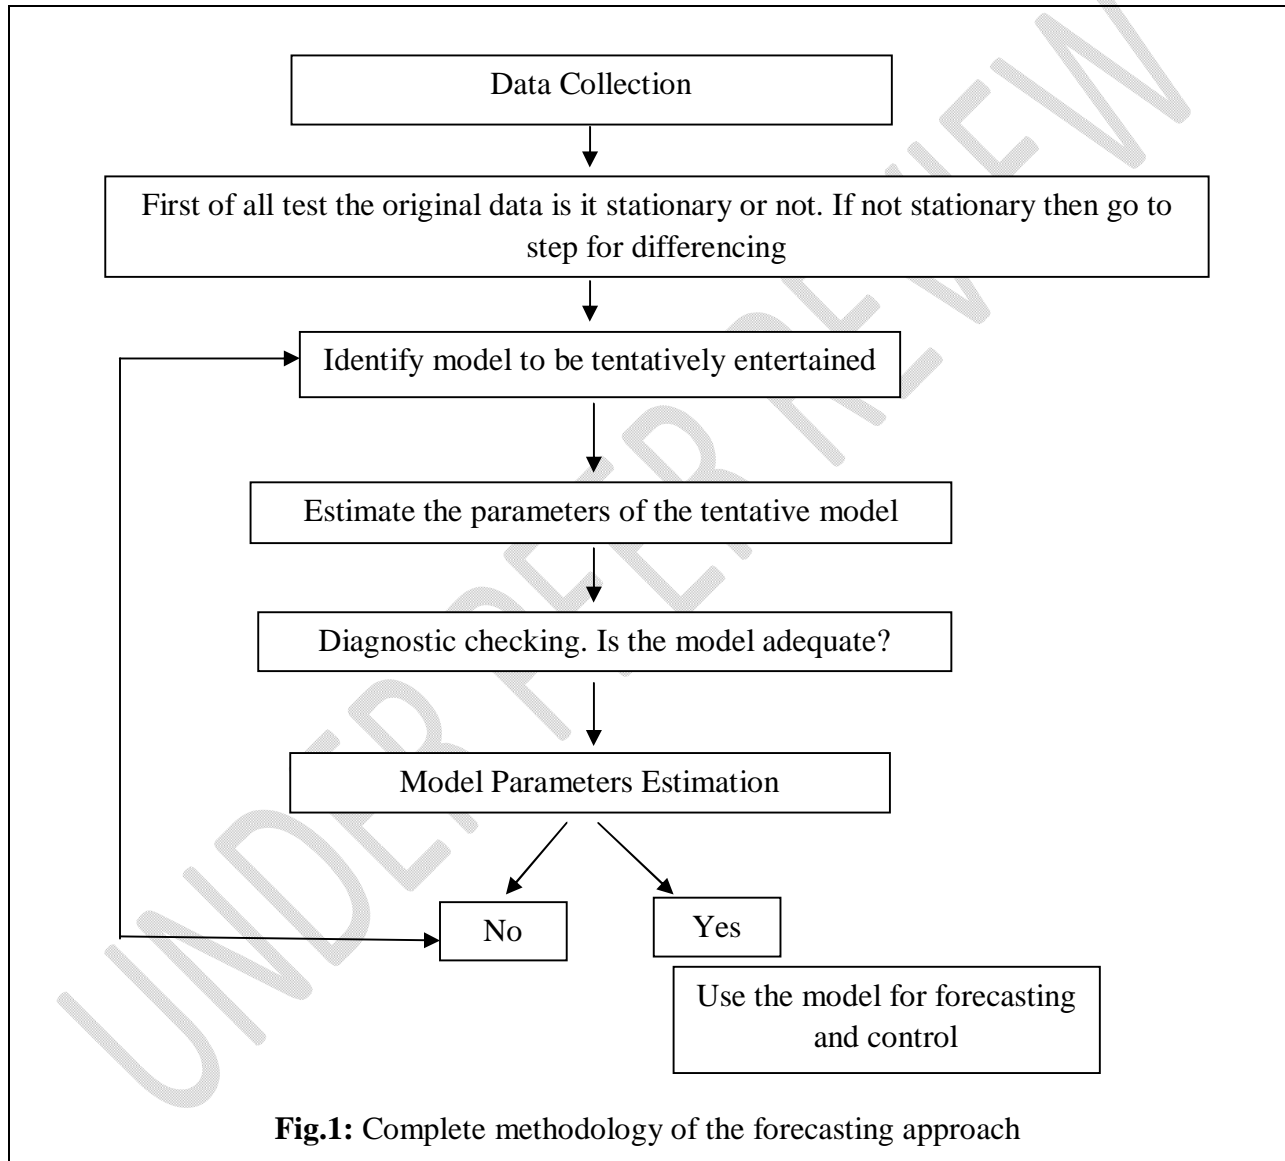 Data Collection
First of all test the original data is it stationary or not. If not stationary then go to
step for differencing
Identify model to be tentatively entertained
Estimate the parameters of the tentative model
Diagnostic checking. Is the model adequate?
Model Parameters Estimation
No
Yes
Use the model for forecasting
and control
Fig.1: Complete methodology of the forecasting approach
UNDER PEER REVIEW